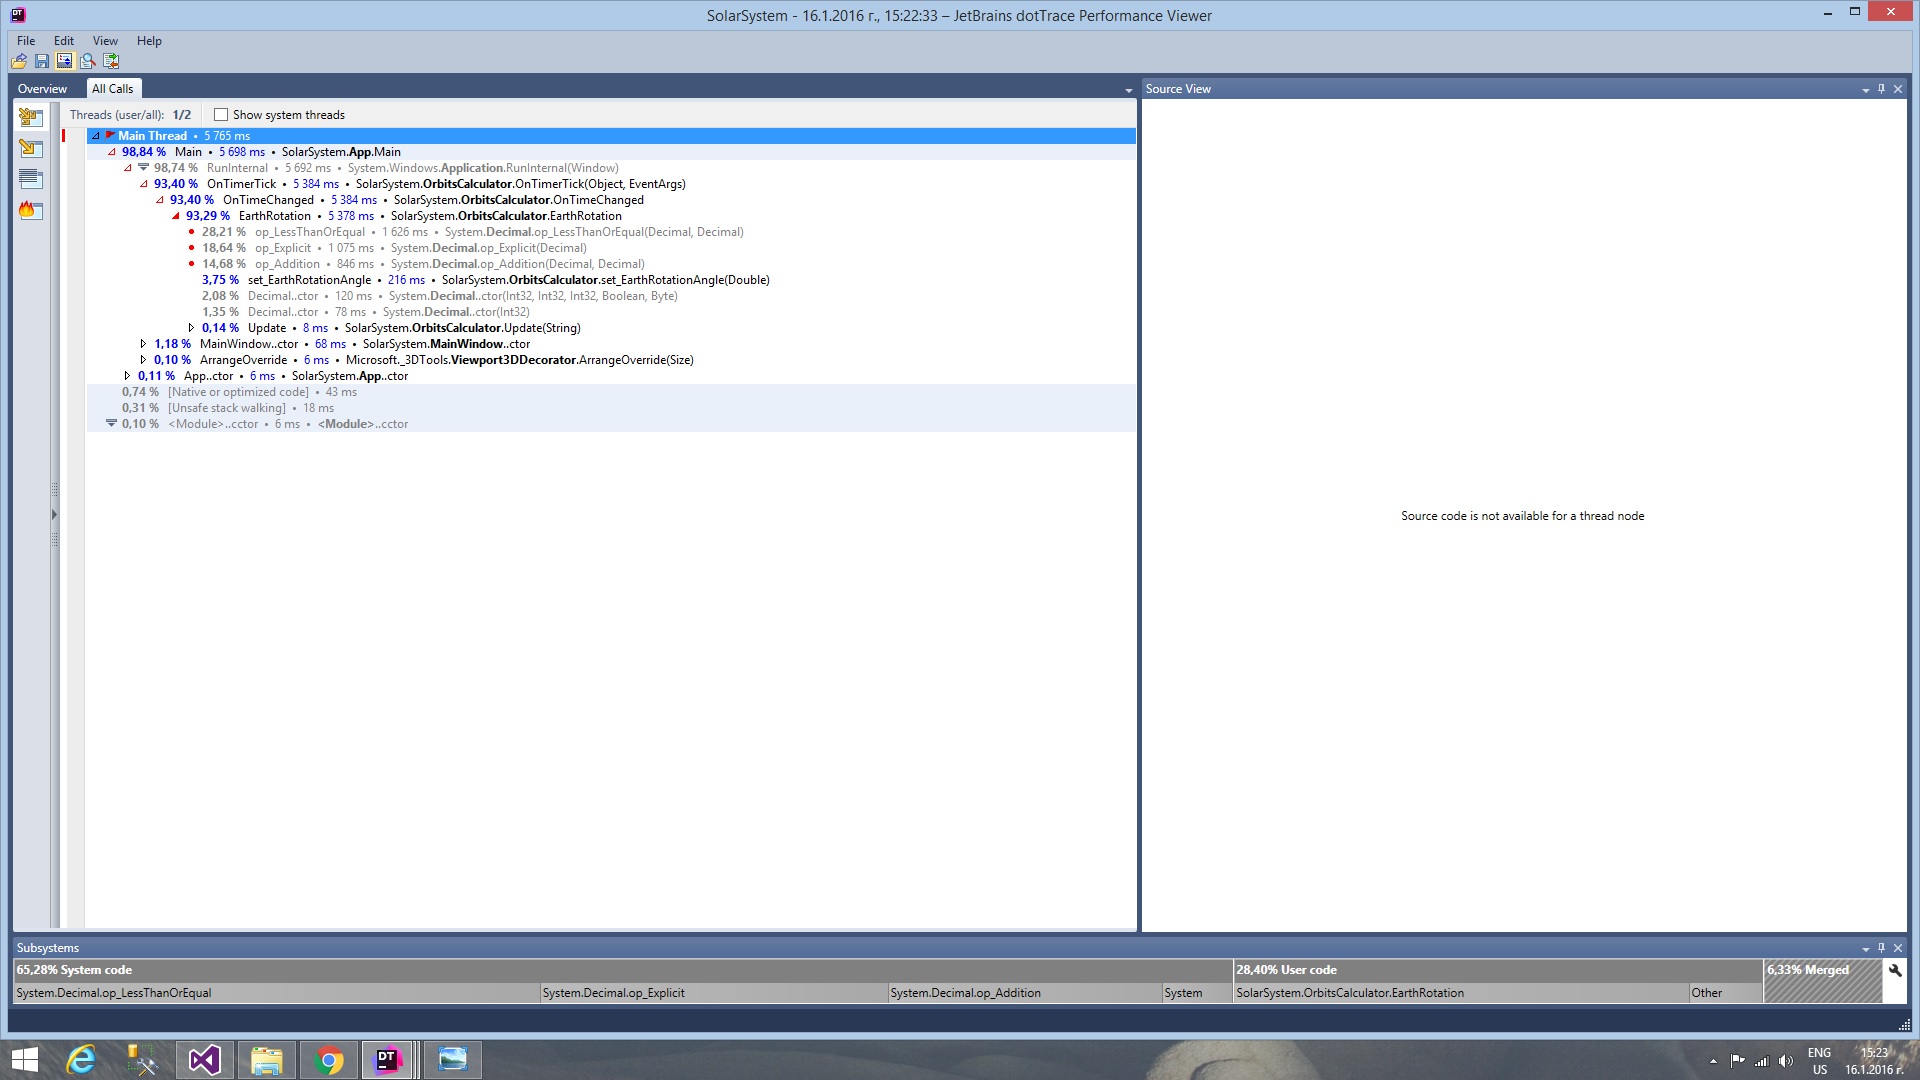 SolarSystem - 16.1.2016 г., 15:22:33 – JetBrains dotTrace Performance Viewer
File Edit View Help
Overview All Calls
Source View
Threads (user/all): 1/2 Show system threads
Main Thread • 5 765 ms
98,84 % Main • 5 698 ms • SolarSystem.App.Main
98,74 % RunInternal • 5 692 ms • System.Windows.Application.RunInternal(Window)
93,40 % OnTimerTick • 5 384 ms • SolarSystem.OrbitsCalculator.OnTimerTick(Object, EventArgs)
93,40 % OnTimeChanged • 5 384 ms • SolarSystem.OrbitsCalculator.OnTimeChanged
93,29 % EarthRotation • 5 378 ms • SolarSystem.OrbitsCalculator.EarthRotation
28,21 % op_LessThanOrEqual • 1 626 ms • System.Decimal.op_LessThanOrEqual(Decimal, Decimal)
18,64 % op_Explicit • 1 075 ms • System.Decimal.op_Explicit(Decimal)
14,68 % op_Addition • 846 ms • System.Decimal.op_Addition(Decimal, Decimal)
3,75 % set_EarthRotationAngle • 216 ms • SolarSystem.OrbitsCalculator.set_EarthRotationAngle(Double)
2,08 % Decimal..ctor • 120 ms • System.Decimal..ctor(Int32, Int32, Int32, Boolean, Byte)
1,35 % Decimal..ctor • 78 ms • System.Decimal..ctor(Int32)
0,14 % Update • 8 ms • SolarSystem.OrbitsCalculator.Update(String)
1,18 % MainWindow..ctor • 68 ms • SolarSystem.MainWindow..ctor
0,10 % ArrangeOverride • 6 ms • Microsoft._3DTools.Viewport3DDecorator.ArrangeOverride(Size)
0,11 % App..ctor • 6 ms • SolarSystem.App..ctor
0,74 % [Native or optimized code] • 43 ms
0,31 % [Unsafe stack walking] • 18 ms
0,10 % <Module>..cctor • 6 ms • <Module>..cctor
Source code is not available for a thread node
Subsystems
65,28% System code 28,40% User code 6,33% Merged
System.Decimal.op_LessThanOrEqual System.Decimal.op_Explicit System.Decimal.op_Addition System SolarSystem.OrbitsCalculator.EarthRotation Other
DT
ENG 15:23
US 16.1.2016 г.